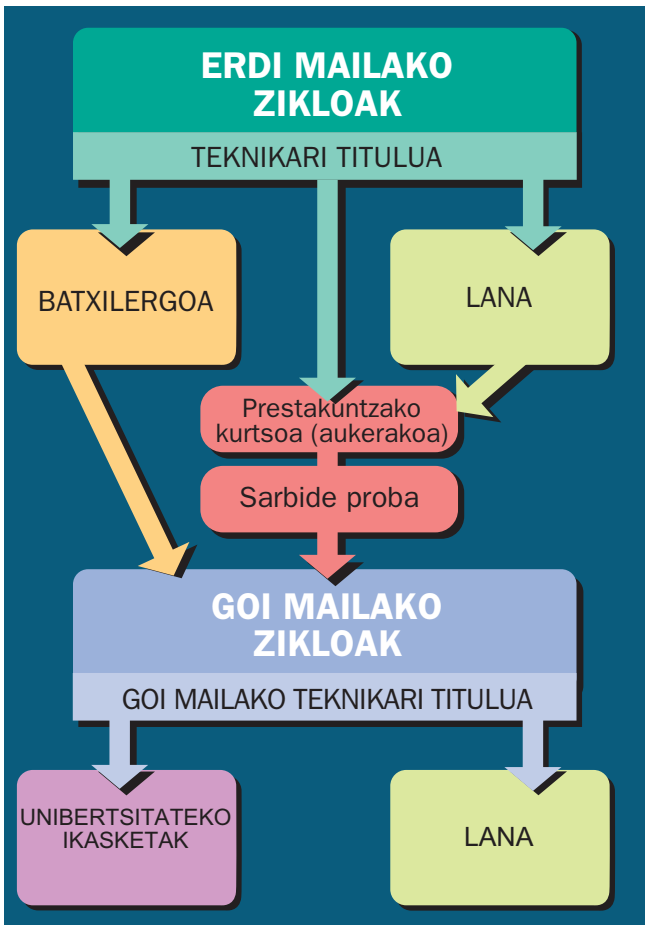 ERDI MAILAKO
ZIKLOAK
TEKNIKARI TITULUA
BATXILERGOA
LANA
Prestakuntzako
kurtsoa (aukerakoa)
Sarbide proba
GOI MAILAKO
ZIKLOAK
GOI MAILAKO TEKNIKARI TITULUA
UNIBERTSITATEKO
IKASKETAK
LANA